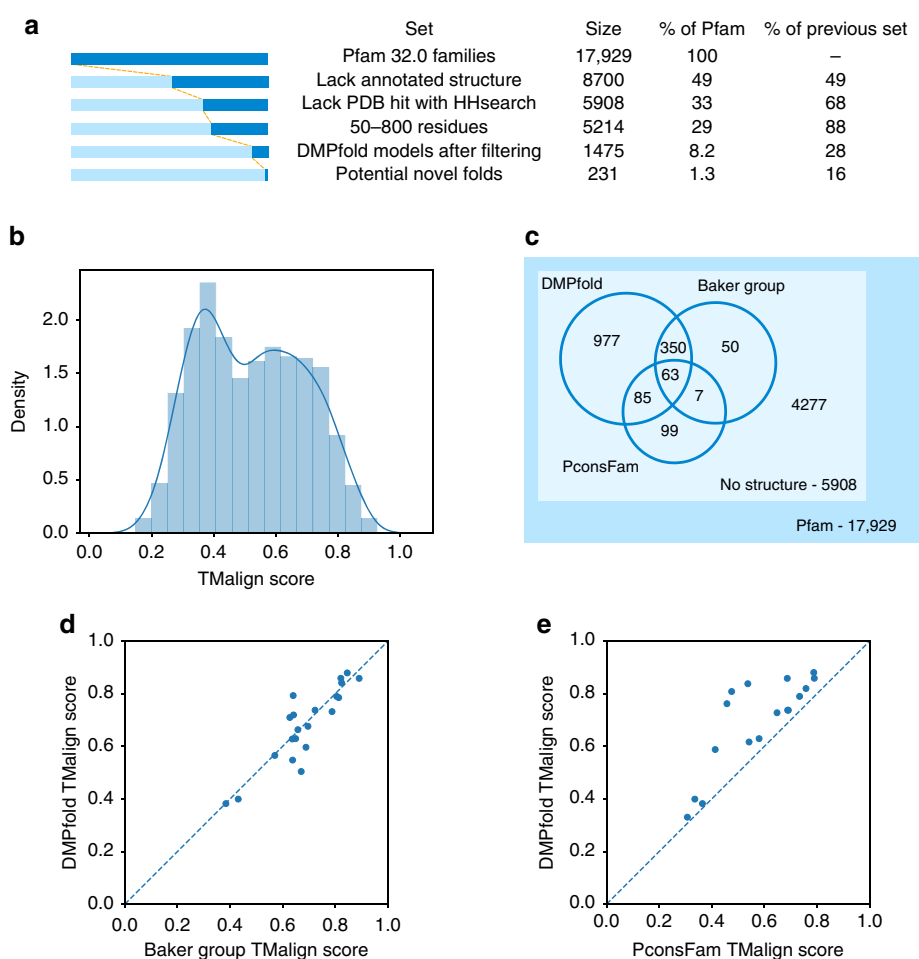 a
Set Size % of Pfam % of previous set
Pfam 32.0 families 17,929 100 –
Lack annotated structure 8700 49 49
Lack PDB hit with HHsearch 5908 33 68
50–800 residues 5214 29 88
DMPfold models after filtering 1475 8.2 28
Potential novel folds 231 1.3 16
b
Density
2.0
1.5
1.0
0.5
0.0
0.0 0.2 0.4 0.6 0.8 1.0
TMalign score
c
DMPfold Baker group
977 350 50
63
85 7 4277
99
PconsFam
No structure - 5908
Pfam - 17,929
d
DMPfold TMalign score
1.0
0.8
0.6
0.4
0.2
0.0
0.0 0.2 0.4 0.6 0.8 1.0
Baker group TMalign score
e
DMPfold TMalign score
1.0
0.8
0.6
0.4
0.2
0.0
0.0 0.2 0.4 0.6 0.8 1.0
PconsFam TMalign score